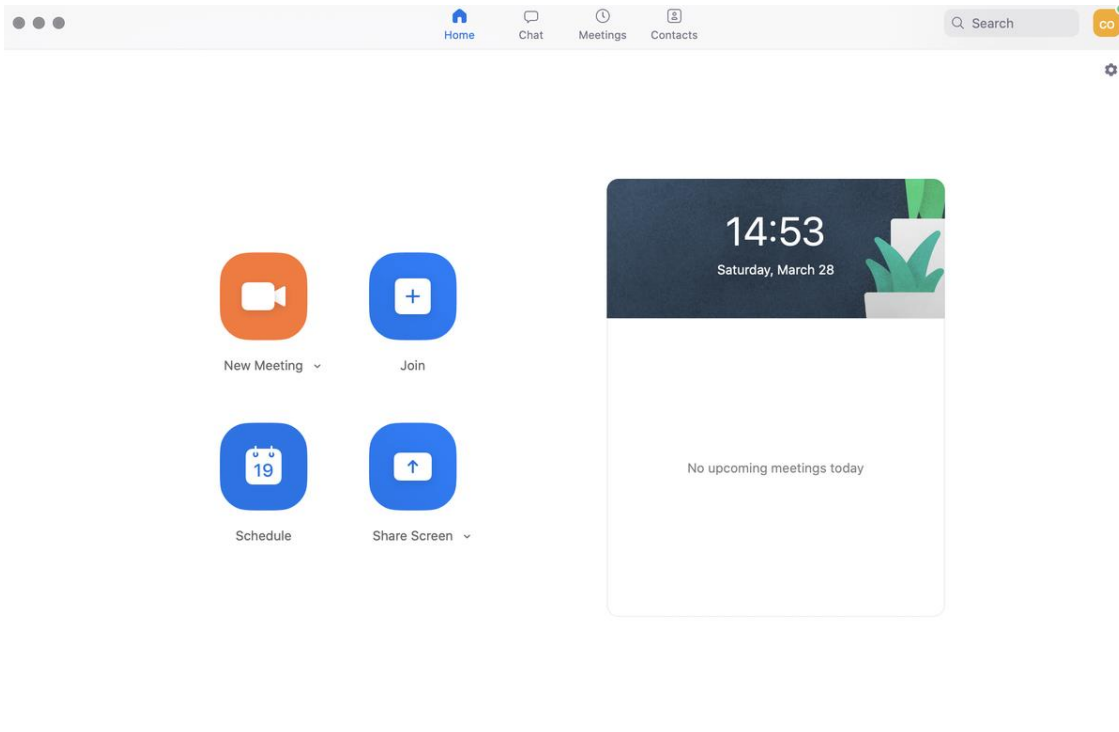 Home Chat Meetings Contacts
Search
CO
14:53
Saturday, March 28
New Meeting
Join
19
Schedule
Share Screen
No upcoming meetings today